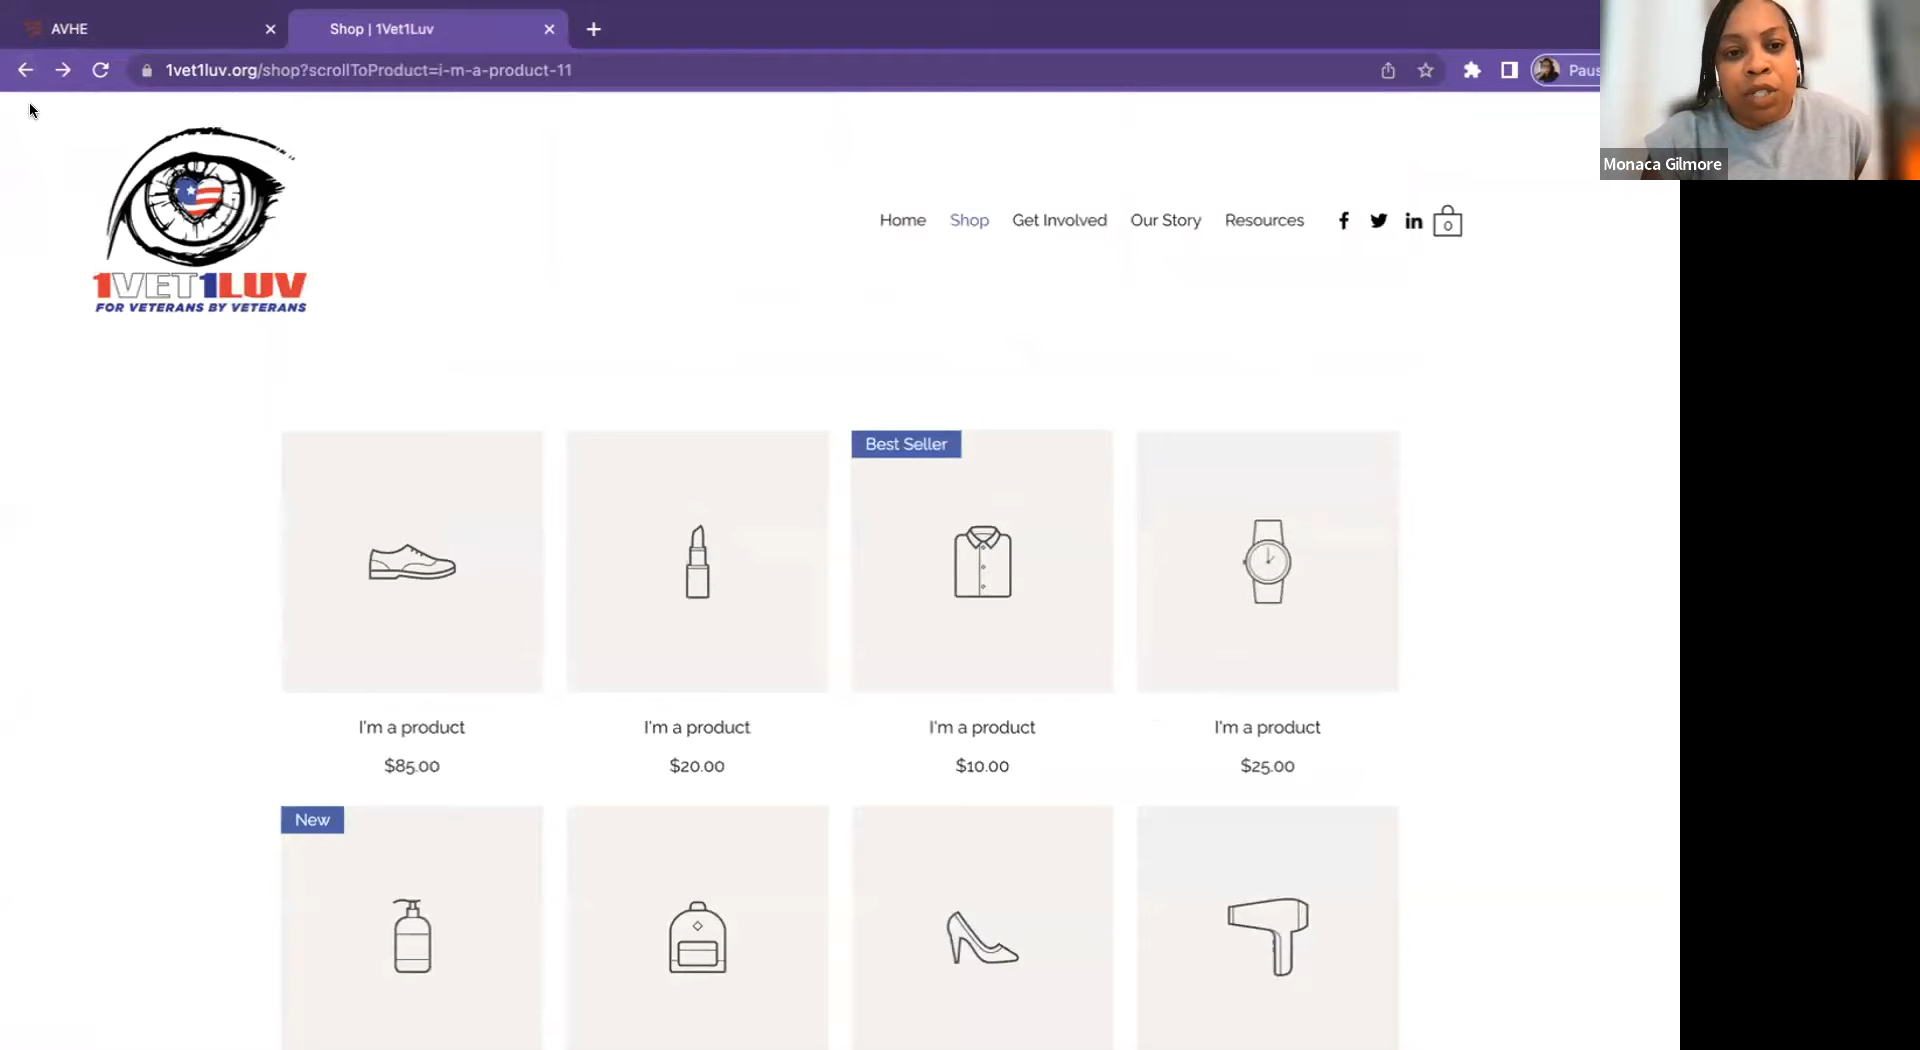 AVHE
Shop | 1Vet1Luv
1vet1luv.org/shop?scrollToProduct=i-m-a-product-11
Paus
Monaca Gilmore
1VET1LUV
FOR VETERANS BY VETERANS
Home Shop Get Involved Our Story Resources
0
Best Seller
I'm a product I'm a product I'm a product I'm a product
$85.00 $20.00 $10.00 $25.00
New